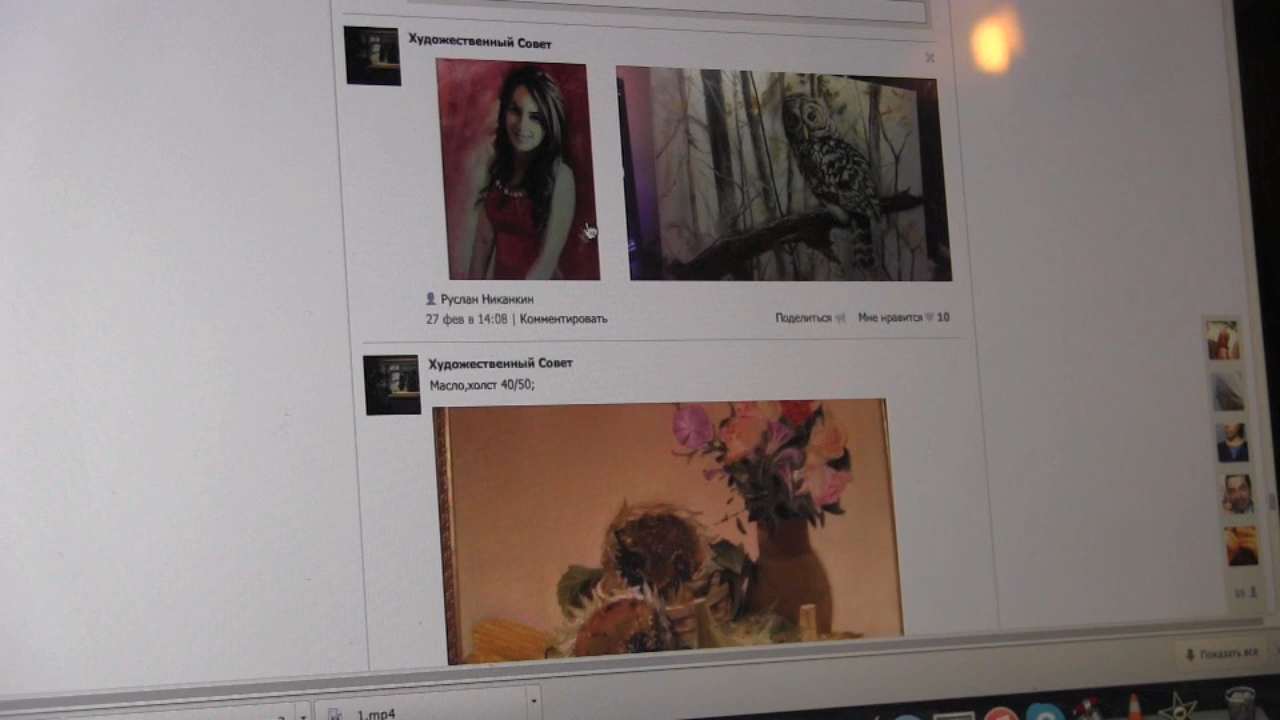 Художественный Совет
Руслан Никанкин
27 фев в 14:08 | Комментировать
Поделиться Мне нравится 10
Художественный Совет
Масло,холст 40/50;
Показать все
1.mp4